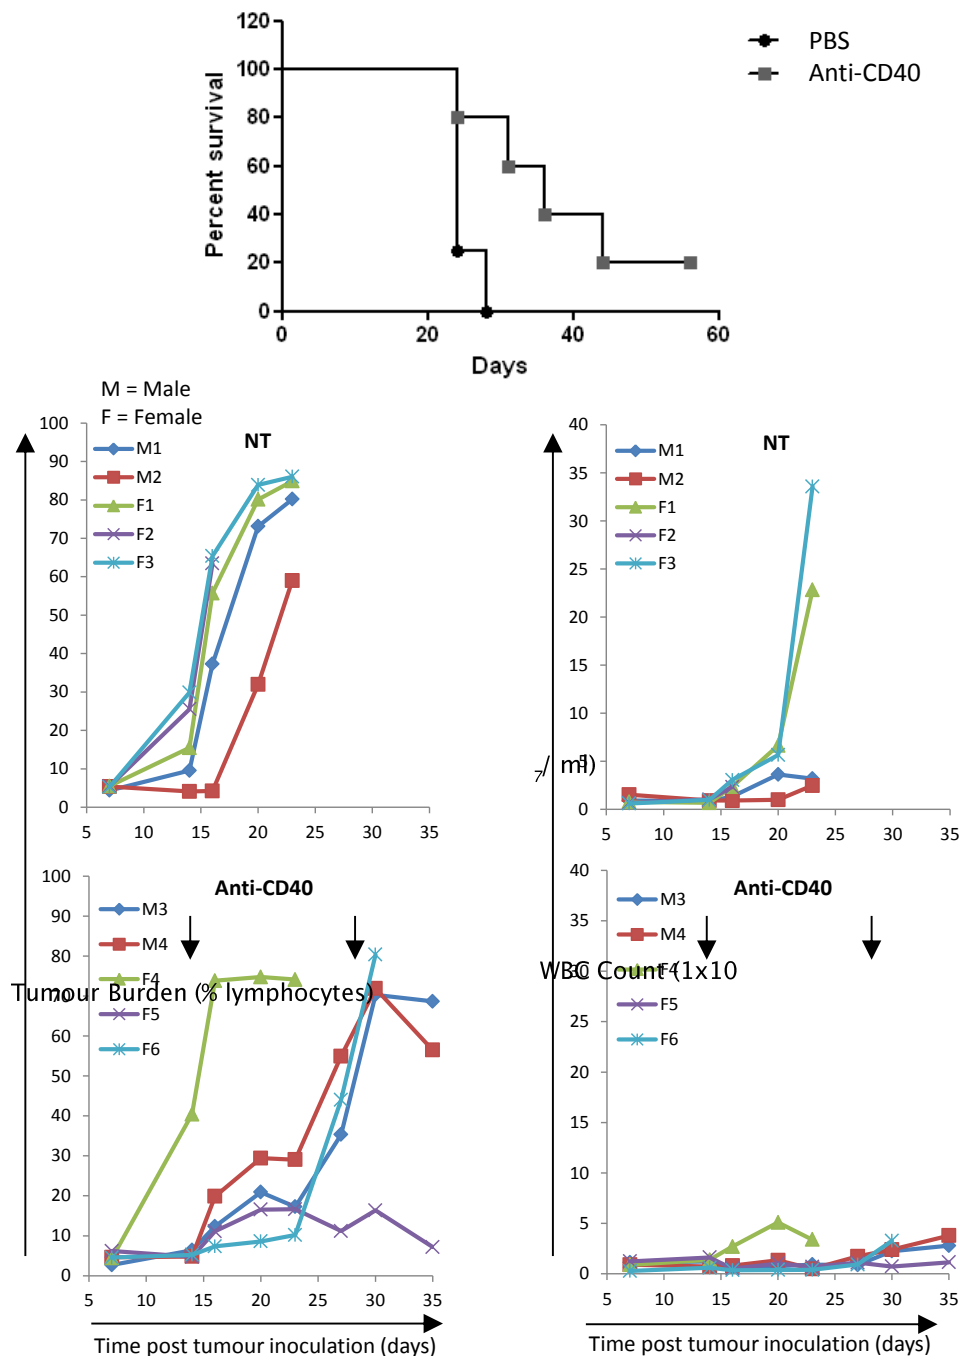 120
100
80
60
40
20
0
Percent survival
0 20 40 60
Days
PBS
Anti-CD40
M = Male
F = Female
NT
100
90
80
70
60
50
40
30
20
10
0
M1
M2
F1
F2
F3
5 10 15 20 25 30 35
NT
40
35
30
25
20
15
10
5
0
M1
M2
F1
F2
F3
7/ ml)
5 10 15 20 25 30 35
Anti-CD40
100
90
80
70
60
50
40
30
20
10
0
M3
M4
F4
F5
F6
Tumour Burden (% lymphocytes)
5 10 15 20 25 30 35
Time post tumour inoculation (days)
Anti-CD40
40
35
30
25
20
15
10
5
0
M3
M4
F4
F5
F6
WBC Count (1x10
5 10 15 20 25 30 35
Time post tumour inoculation (days)